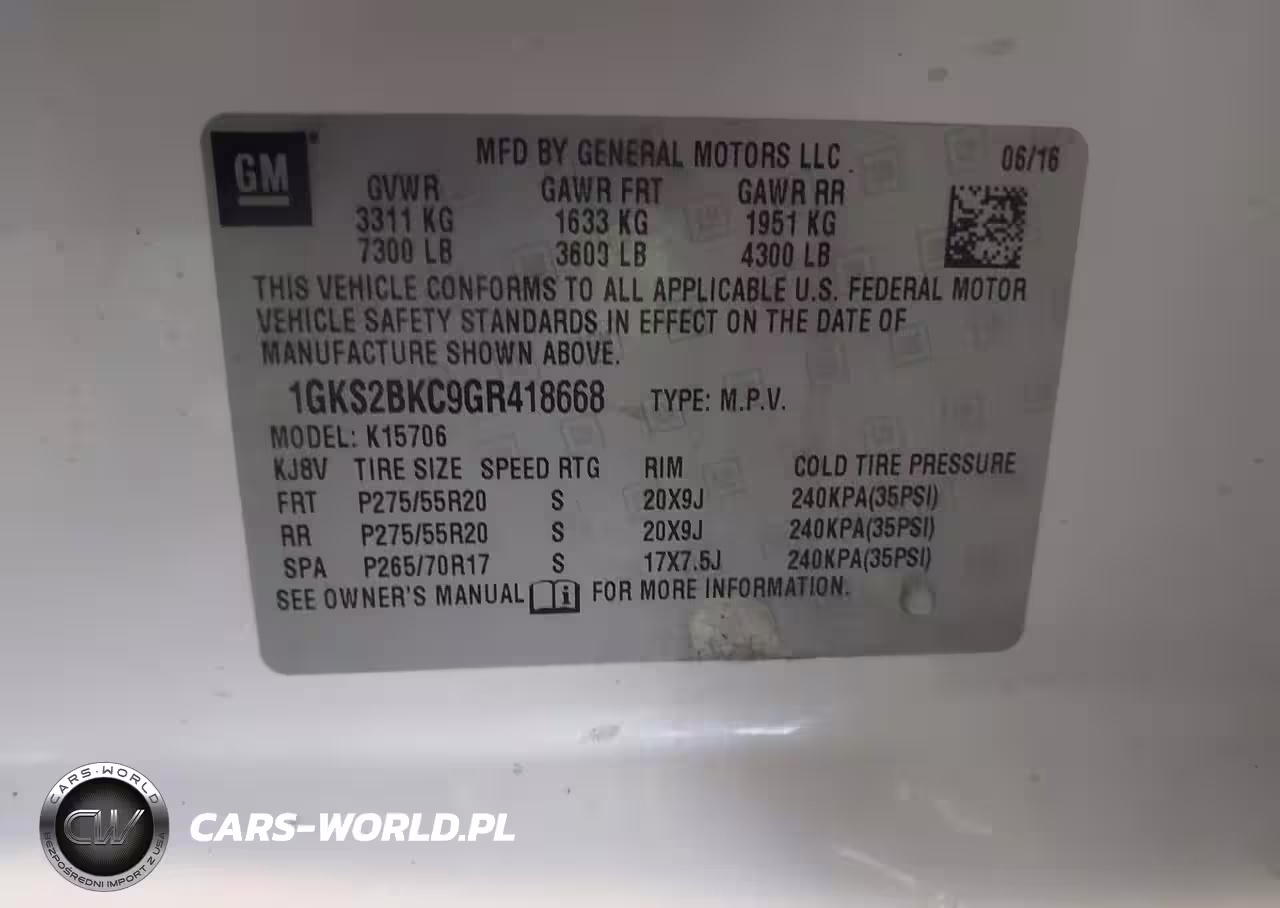 GM
MFD BY GENERAL MOTORS LLC
06/16
GVWR GAWR FRT GAWR RR
3311 KG 1633 KG 1951 KG
7300 LB 3603 LB 4300 LB
THIS VEHICLE CONFORMS TO ALL APPLICABLE U.S. FEDERAL MOTOR
VEHICLE SAFETY STANDARDS IN EFFECT ON THE DATE OF
MANUFACTURE SHOWN ABOVE.
1GKS2BKC9GR418668 TYPE: M.P.V.
MODEL: K15706
KJ8V TIRE SIZE SPEED RTG RIM COLD TIRE PRESSURE
FRT P275/55R20 S 20X9J 240KPA(35PSI)
RR P275/55R20 S 20X9J 240KPA(35PSI)
SPA P265/70R17 S 17X7.5J 240KPA(35PSI)
SEE OWNER'S MANUAL i FOR MORE INFORMATION.
CARS-WORLD
CW
BEZPOŚREDNI IMPORT Z USA
CARS-WORLD.PL